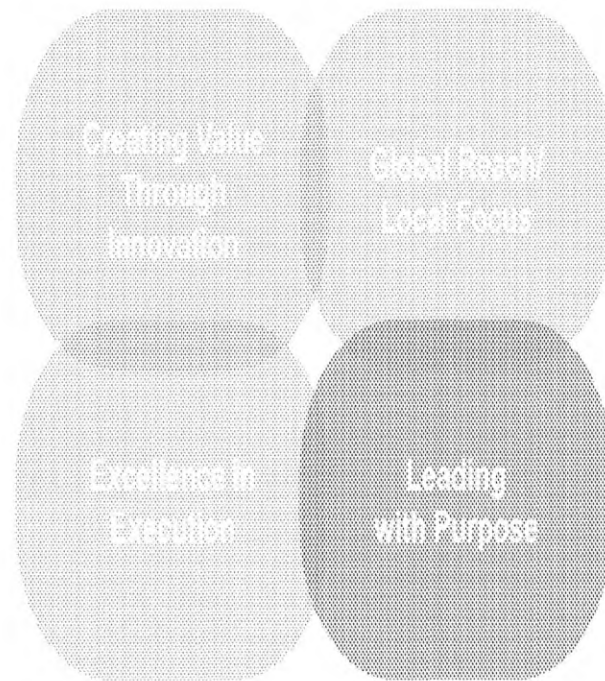 Creating Value
Through
Innovation
Global Reach/
Local Focus
Excellence in
Execution
Leading
with Purpose